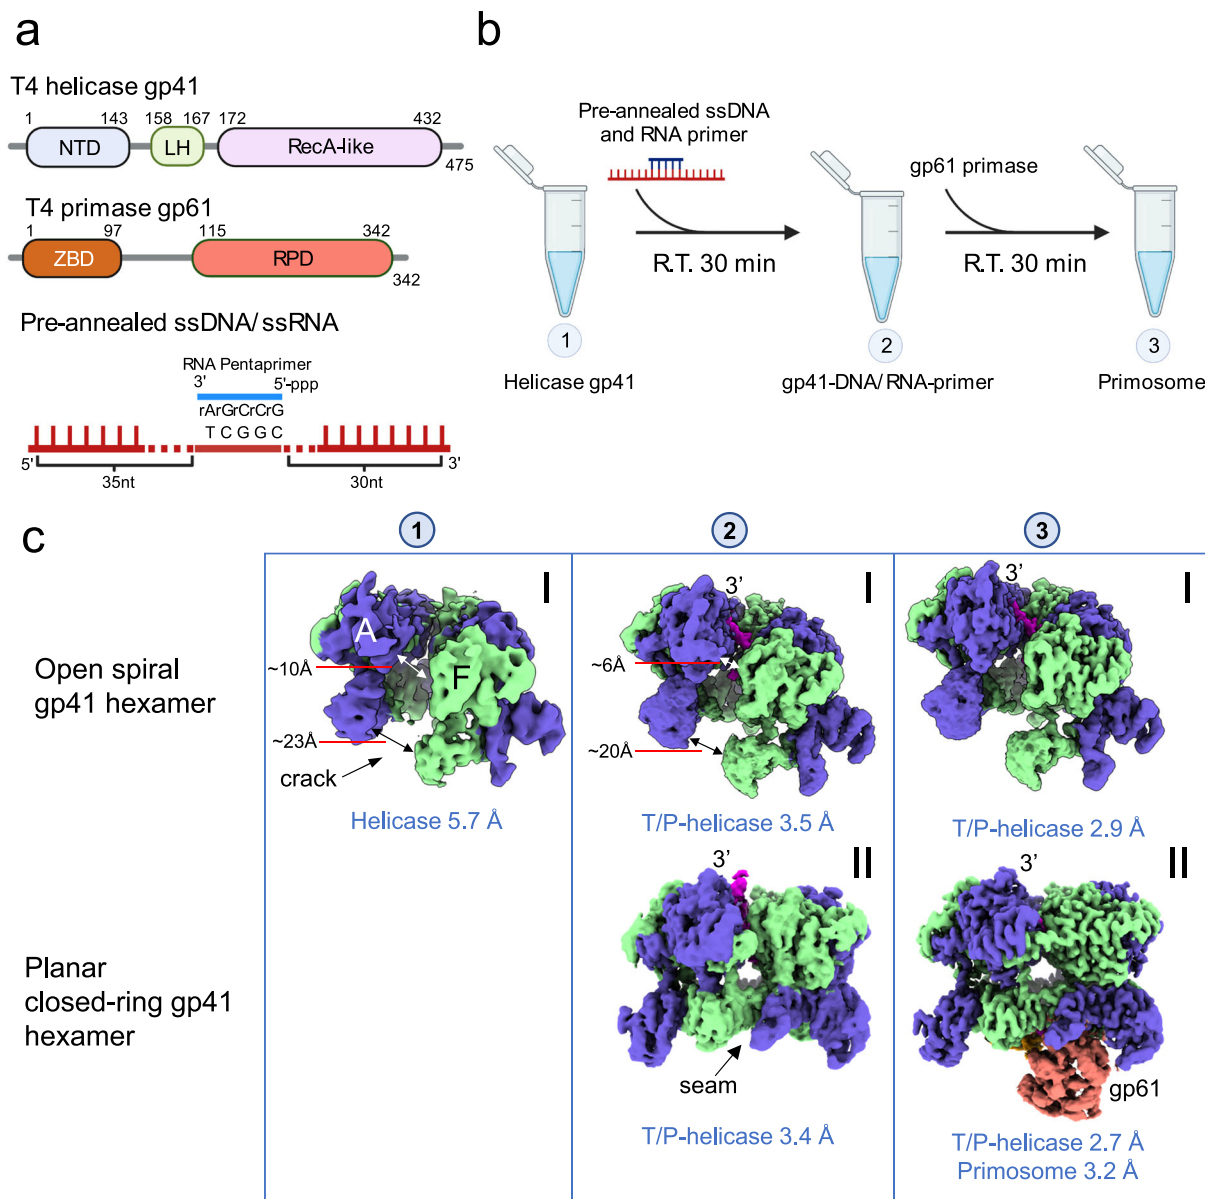 a
T4 helicase gp41
1 143 158 167 172 432
NTD LH RecA-like
475
T4 primase gp61
1 97 115 342
ZBD RPD
342
Pre-annealed ssDNA/ssRNA
RNA Pentaprimer
3' 5'-ppp
rArGrCrCrG
T C G G C
5' 3'
35nt 30nt
b
Pre-annealed ssDNA
and RNA primer
gp61 primase
R.T. 30 min R.T. 30 min
1 2 3
Helicase gp41 gp41-DNA/RNA-primer Primosome
c
1 2 3
Open spiral
gp41 hexamer
I
A
F
~10Å
~23Å
crack
Helicase 5.7 Å
3’
I
~6Å
~20Å
T/P-helicase 3.5 Å
3’
I
T/P-helicase 2.9 Å
Planar
closed-ring gp41
hexamer
3’
II
seam
T/P-helicase 3.4 Å
3’
II
gp61
T/P-helicase 2.7 Å
Primosome 3.2 Å